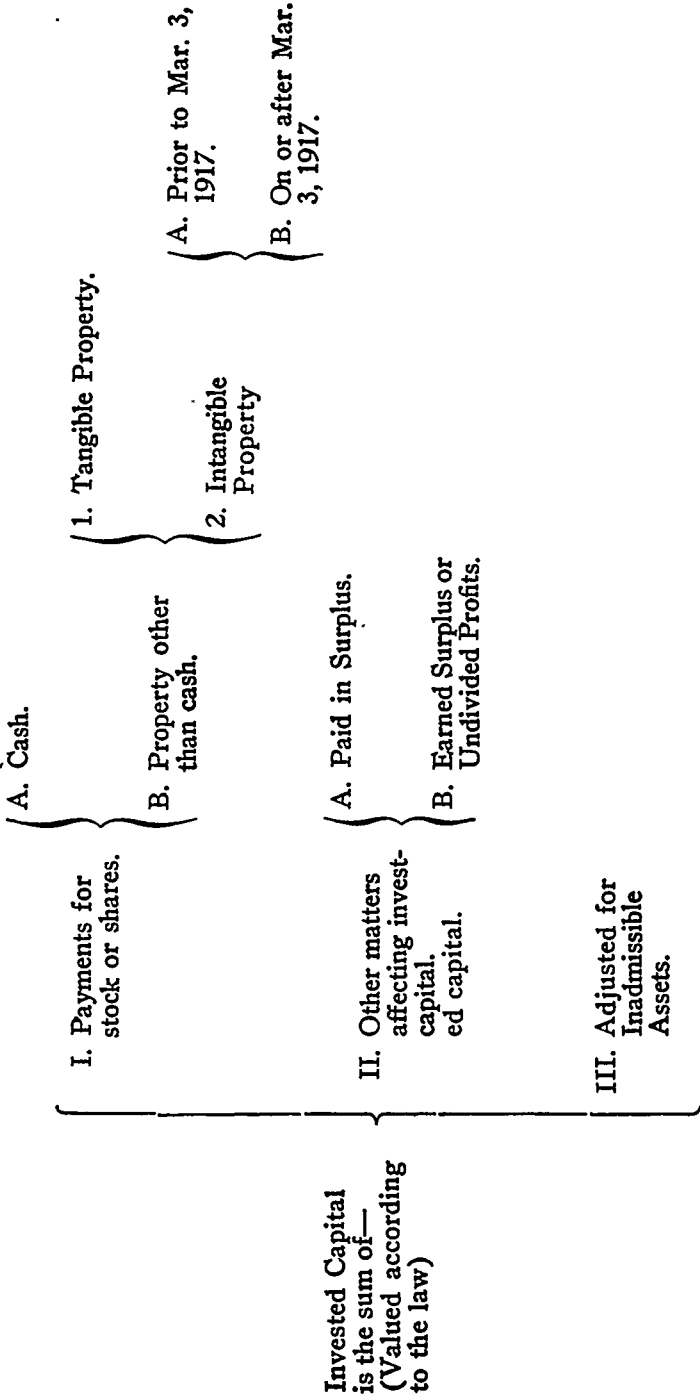 Invested Capital
is the sum of—
(Valued according
to the law)
I. Payments for
stock or shares.
A. Cash.
B. Property other
than cash.
1. Tangible Property.
2. Intangible
Property
A. Prior to Mar. 3,
1917.
B. On or after Mar.
3, 1917.
II. Other matters
affecting invest-
capital.
ed capital.
A. Paid in Surplus.
B. Earned Surplus or
Undivided Profits.
III. Adjusted for
Inadmissible
Assets.